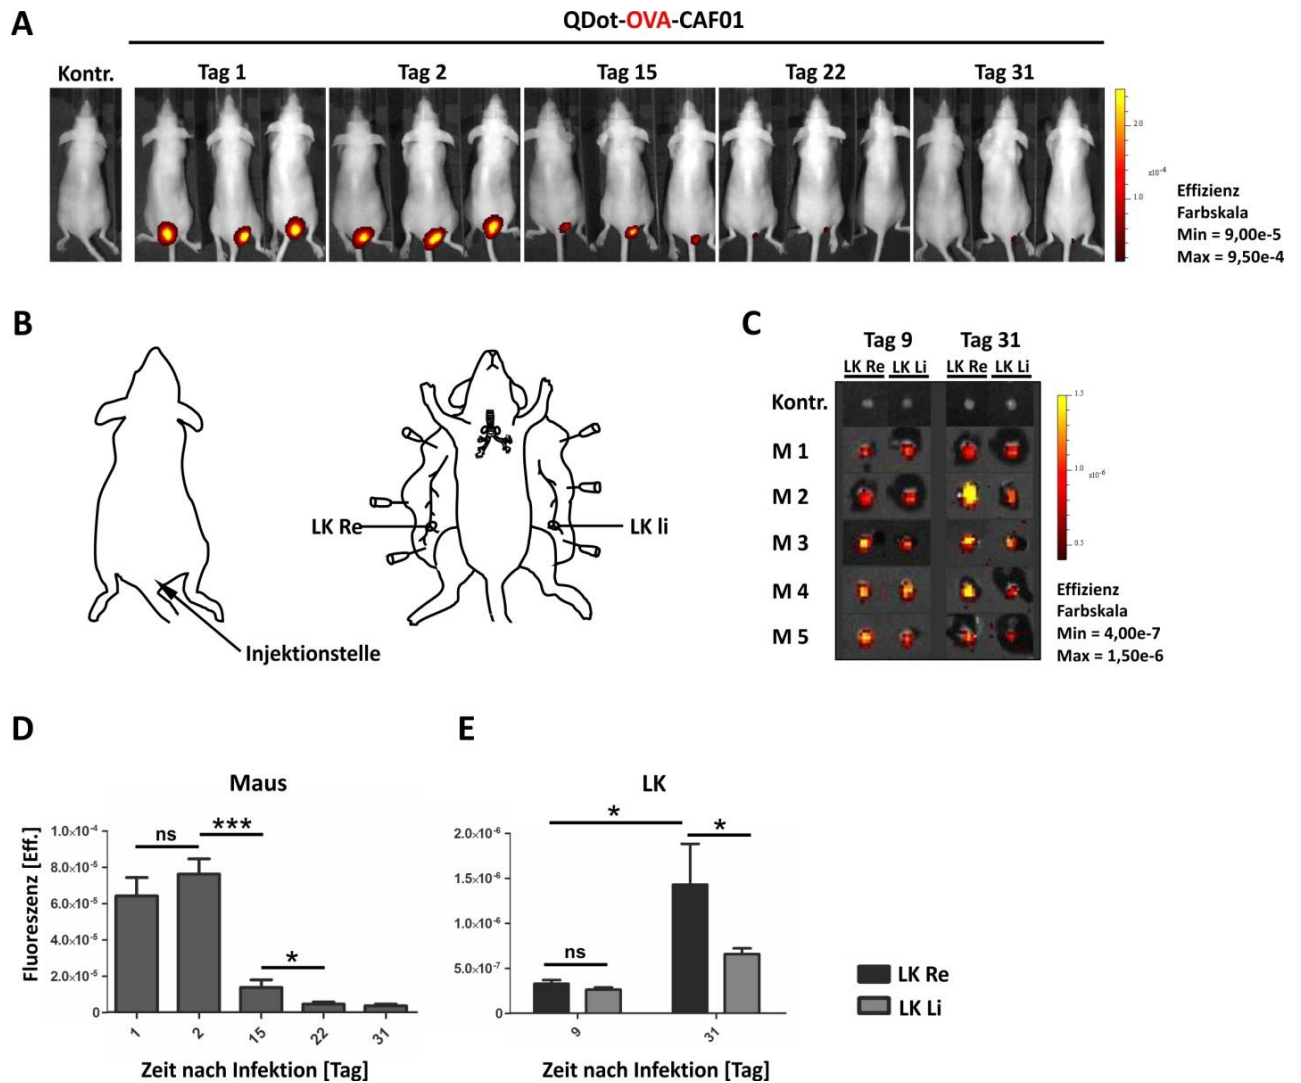 A
QDot-OVA-CAF01
Kontr.
Tag 1
Tag 2
Tag 15
Tag 22
Tag 31
2.0
x10⁻⁴
1.0
Effizienz
Farbskala
Min = 9,00e-5
Max = 9,50e-4
B
LK Re
LK li
Injektionstelle
C
Tag 9
Tag 31
LK Re
LK Li
LK Re
LK Li
Kontr.
M 1
M 2
M 3
M 4
M 5
1.5
1.0
x10⁻⁶
0.5
Effizienz
Farbskala
Min = 4,00e-7
Max = 1,50e-6
D
Maus
Fluoreszenz [Eff.]
1.0×10⁻⁴
8.0×10⁻⁵
6.0×10⁻⁵
4.0×10⁻⁵
2.0×10⁻⁵
0
ns
***
*
1
2
15
22
31
Zeit nach Infektion [Tag]
E
LK
2.0×10⁻⁶
1.5×10⁻⁶
1.0×10⁻⁶
5.0×10⁻⁷
0
ns
*
*
9
31
Zeit nach Infektion [Tag]
LK Re
LK Li